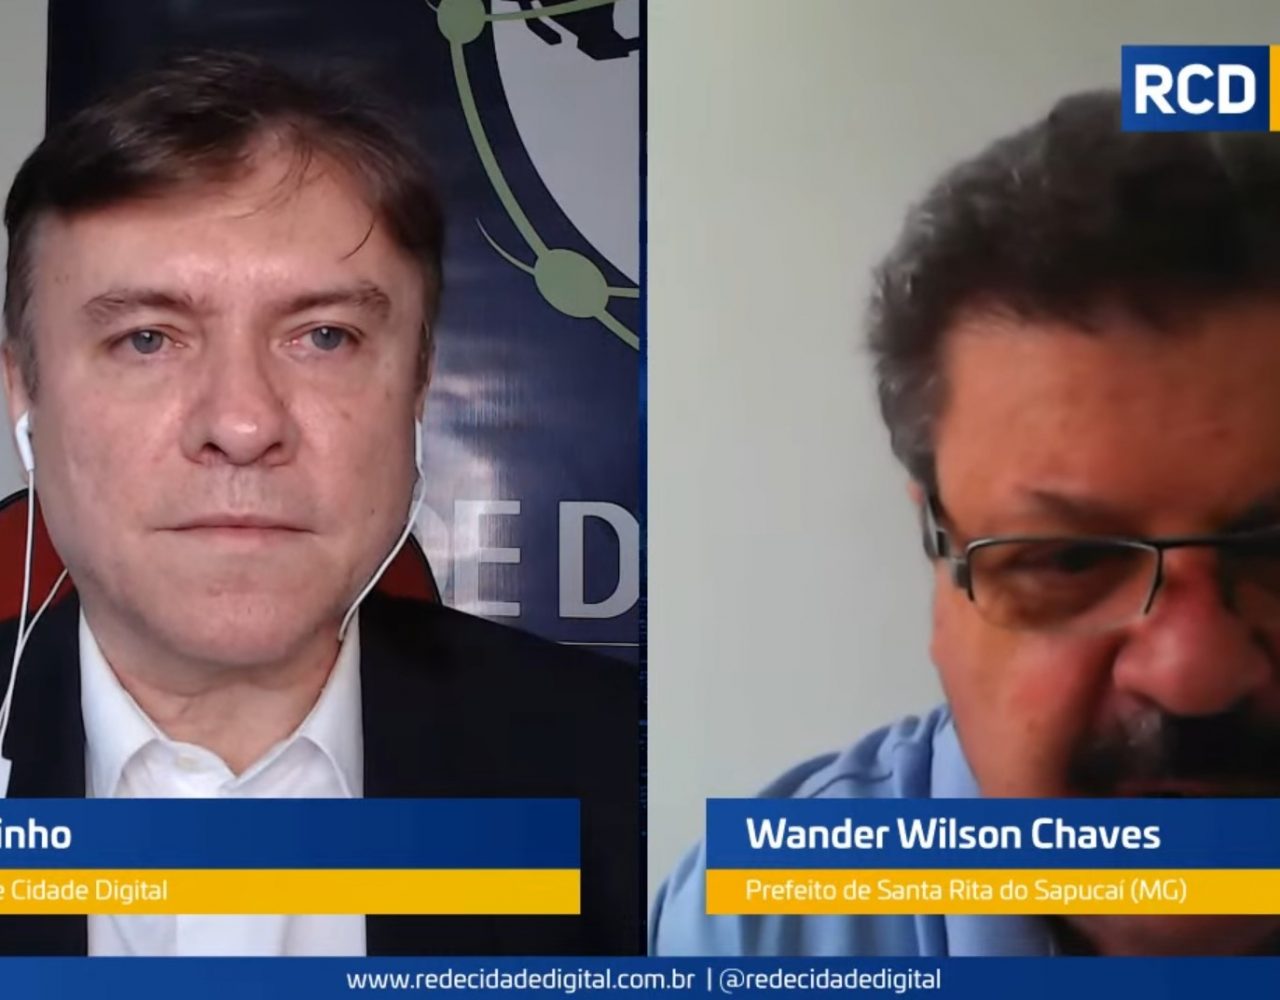 RCD
E D
inho
e Cidade Digital
Wander Wilson Chaves
Prefeito de Santa Rita do Sapucaí (MG)
www.redecidadedigital.com.br | @redecidadedigital